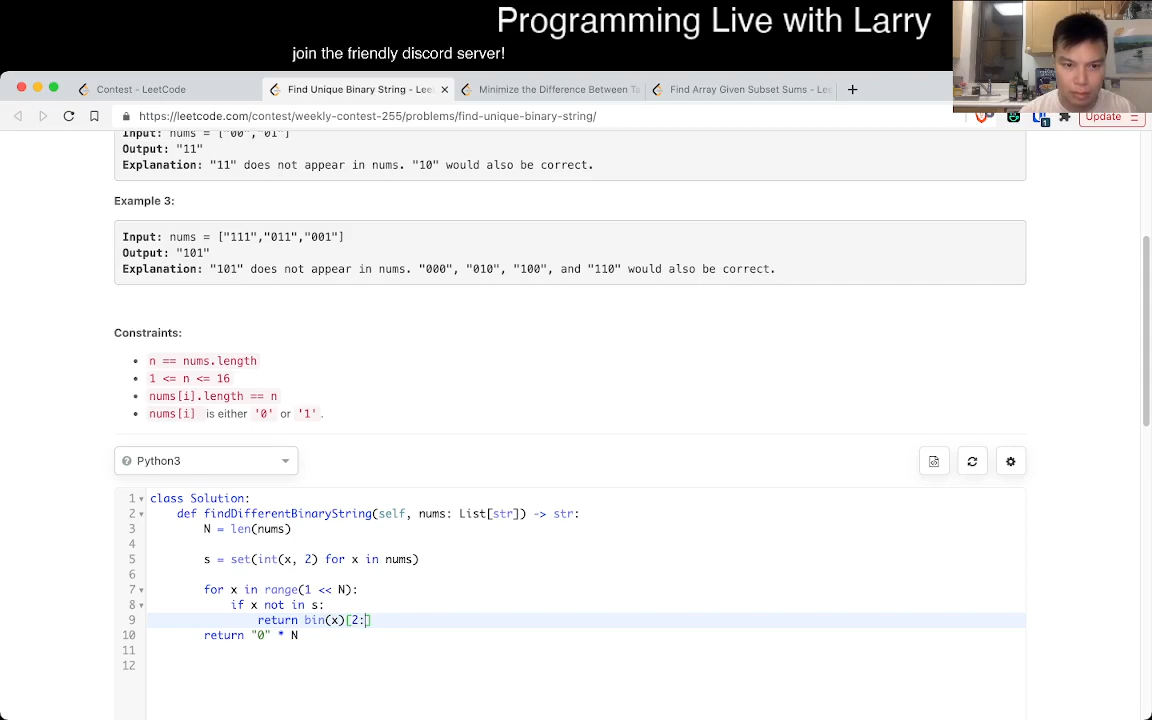 Programming Live with Larry
join the friendly discord server!
Contest - LeetCode
Find Unique Binary String - Lee
Minimize the Difference Between Ta
Find Array Given Subset Sums - Leet
https://leetcode.com/contest/weekly-contest-255/problems/find-unique-binary-string/
1
Update
Input: nums = ["00","01"]
Output: "11"
Explanation: "11" does not appear in nums. "10" would also be correct.
Example 3:
Input: nums = ["111","011","001"]
Output: "101"
Explanation: "101" does not appear in nums. "000", "010", "100", and "110" would also be correct.
Constraints:
• n == nums.length
• 1 <= n <= 16
• nums[i].length == n
• nums[i] is either '0' or '1'.
Python3
1 class Solution:
2 def findDifferentBinaryString(self, nums: List[str]) -> str:
3 N = len(nums)
4
5 s = set(int(x, 2) for x in nums)
6
7 for x in range(1 << N):
8 if x not in s:
9 return bin(x)[2:]
10 return "0" * N
11
12